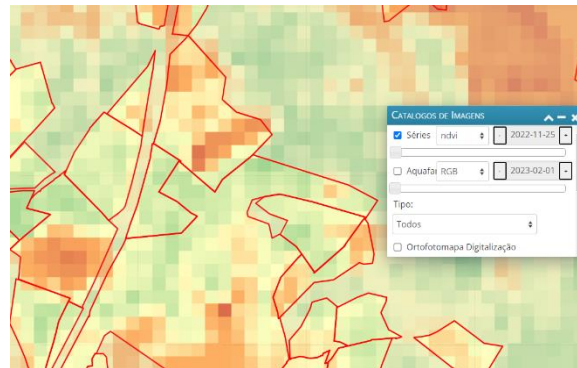 CATALOGOS DE IMAGENS
Séries ndvi - 2022-11-25 -
Aquafai RGB - 2023-02-01 -
Tipo:
Todos
Ortofotomapa Digitalização